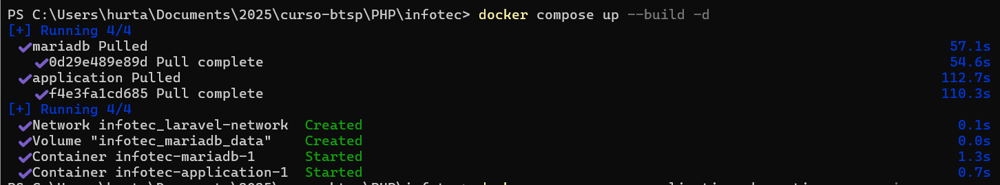 PS C:\Users\hurta\Documents\2025\curso-btsp\PHP\infotec> docker compose up --build -d
[+] Running 4/4
✔mariadb Pulled 57.1s
✔0d29e489e89d Pull complete 54.6s
✔application Pulled 112.7s
✔f4e3fa1cd685 Pull complete 110.3s
[+] Running 4/4
✔Network infotec_laravel-network Created 0.1s
✔Volume "infotec_mariadb_data" Created 0.0s
✔Container infotec-mariadb-1 Started 1.3s
✔Container infotec-application-1 Started 0.7s